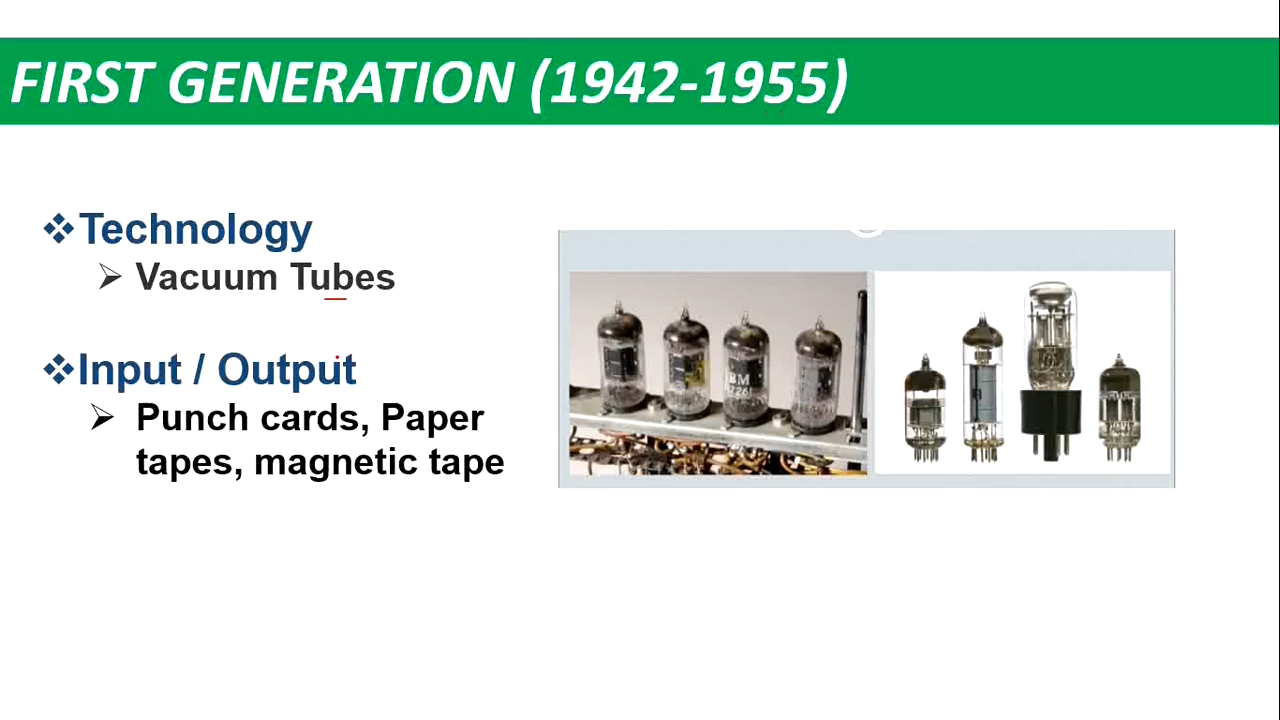 FIRST GENERATION (1942-1955)
❖Technology
➢ Vacuum Tubes
❖Input / Output
➢ Punch cards, Paper
tapes, magnetic tape